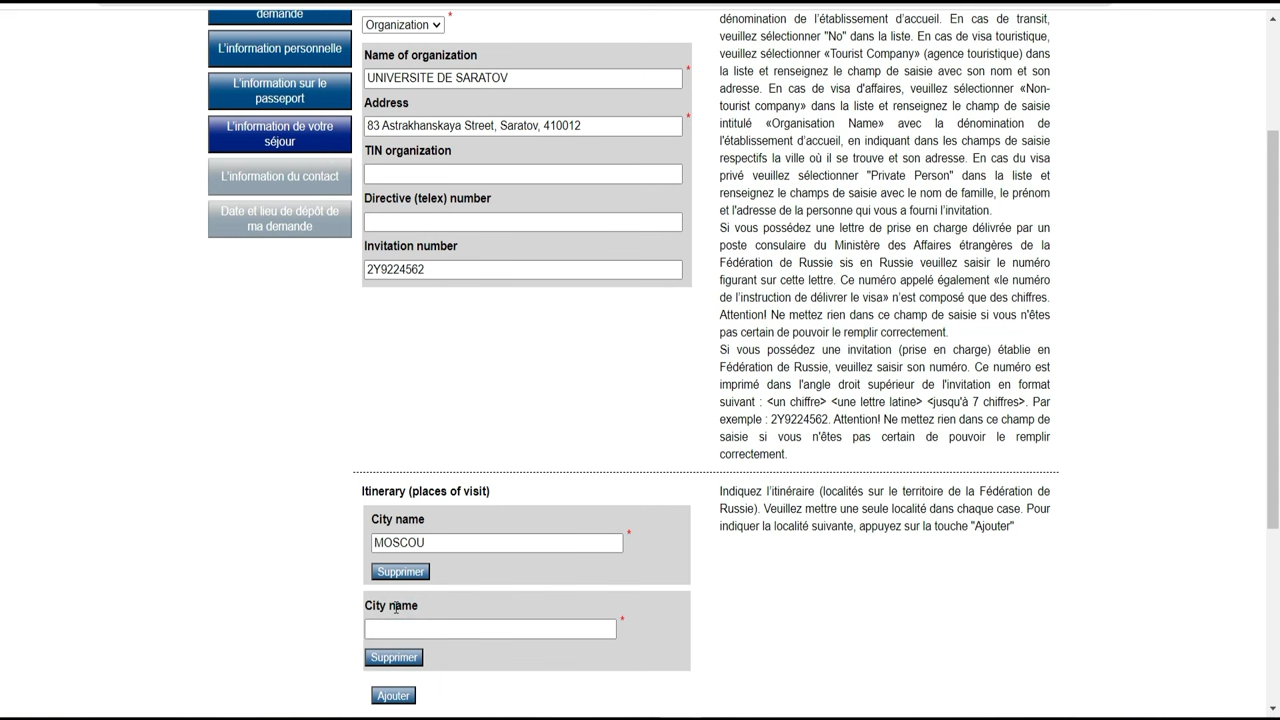 demande
L'information personnelle
L'information sur le
passeport
L'information de votre
séjour
L'information du contact
Date et lieu de dépôt de
ma demande
Organization
*
Name of organization
UNIVERSITE DE SARATOV
*
Address
83 Astrakhanskaya Street, Saratov, 410012
*
TIN organization
Directive (telex) number
Invitation number
2Y9224562
dénomination de l'établissement d'accueil. En cas de transit,
veuillez sélectionner "No" dans la liste. En cas de visa touristique,
veuillez sélectionner «Tourist Company» (agence touristique) dans
la liste et renseignez le champ de saisie avec son nom et son
adresse. En cas de visa d'affaires, veuillez sélectionner «Non-
tourist company» dans la liste et renseignez le champ de saisie
intitulé «Organisation Name» avec la dénomination de
l'établissement d'accueil, en indiquant dans les champs de saisie
respectifs la ville où il se trouve et son adresse. En cas du visa
privé veuillez sélectionner "Private Person" dans la liste et
renseignez le champs de saisie avec le nom de famille, le prénom
et l'adresse de la personne qui vous a fourni l'invitation.
Si vous possédez une lettre de prise en charge délivrée par un
poste consulaire du Ministère des Affaires étrangères de la
Fédération de Russie sis en Russie veuillez saisir le numéro
figurant sur cette lettre. Ce numéro appelé également «le numéro
de l'instruction de délivrer le visa» n'est composé que des chiffres.
Attention! Ne mettez rien dans ce champ de saisie si vous n'êtes
pas certain de pouvoir le remplir correctement.
Si vous possédez une invitation (prise en charge) établie en
Fédération de Russie, veuillez saisir son numéro. Ce numéro est
imprimé dans l'angle droit supérieur de l'invitation en format
suivant : <un chiffre> <une lettre latine> <jusqu'à 7 chiffres>. Par
exemple : 2Y9224562. Attention! Ne mettez rien dans ce champ de
saisie si vous n'êtes pas certain de pouvoir le remplir
correctement.
Itinerary (places of visit)
City name
MOSCOU
*
Supprimer
City name
*
Supprimer
Ajouter
Indiquez l'itinéraire (localités sur le territoire de la Fédération de
Russie). Veuillez mettre une seule localité dans chaque case. Pour
indiquer la localité suivante, appuyez sur la touche "Ajouter"